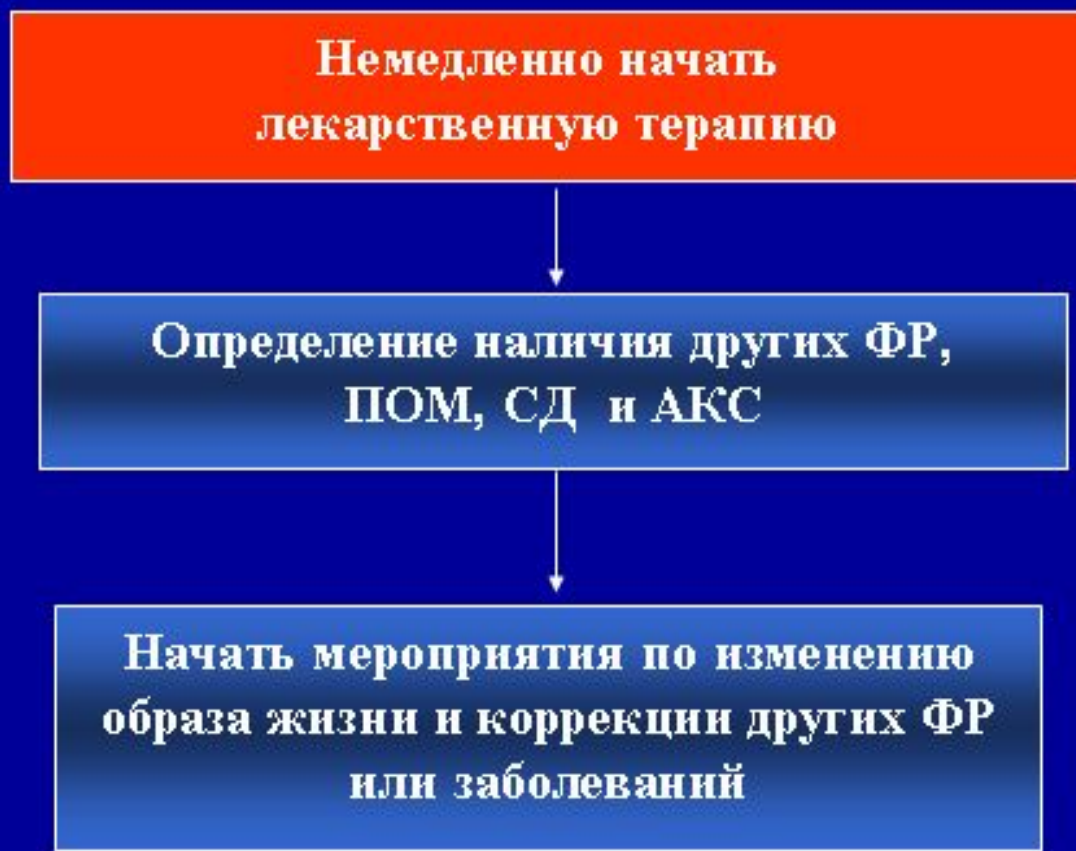 Немедленно начать
лекарственную терапию
Определение наличия других ФР,
ПОМ, СД и АКС
Начать мероприятия по изменению
образа жизни и коррекции других ФР
или заболеваний